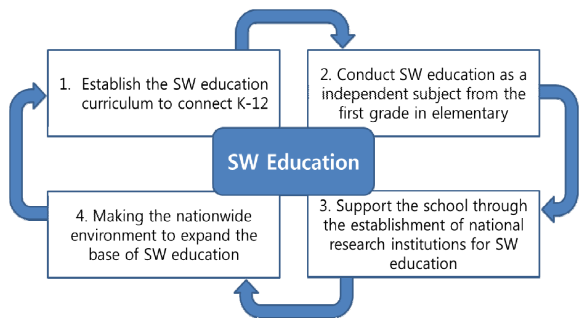 1. Establish the SW education
curriculum to connect K-12
2. Conduct SW education as a
independent subject from the
first grade in elementary
SW Education
4. Making the nationwide
environment to expand the
base of SW education
3. Support the school through
the establishment of national
research institutions for SW
education